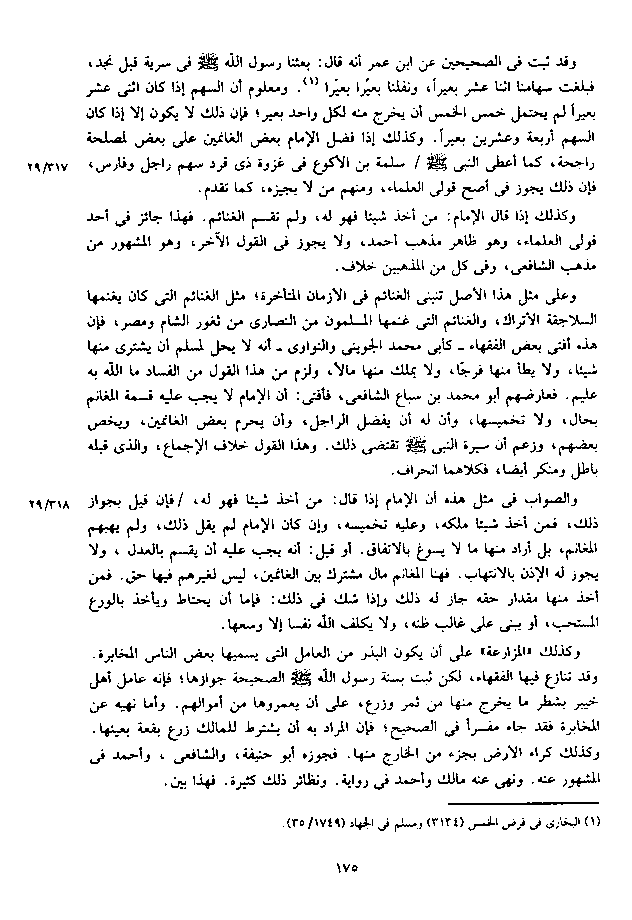 وقد ثبت فى الصحيحين عن ابن عمر أنه قال: بعثنا رسول الله ﷺ فى سرية قبل نجد،
فبلغت سهامنا اثنا عشر بعيراً، ونفلنا بعيرًا بعيرًا (١). ومعلوم أن السهم إذا كان اثنى عشر
بعيراً لم يحتمل خمس الخمس أن يخرج منه لكل واحد بعير؛ فإن ذلك لا يكون إلا إذا كان
السهم أربعة وعشرين بعيراً. وكذلك إذا فضل الإمام بعض الغانمين على بعض لمصلحة
٢٩/٣١٧ راجحة، كما أعطى النبى ﷺ / سلمة بن الأكوع فى غزوة ذى قرد سهم راجل وفارس،
فإن ذلك يجوز فى أصح قولى العلماء، ومنهم من لا يجيزه، كما تقدم.
وكذلك إذا قال الإمام: من أخذ شيئا فهو له، ولم تقسم الغنائم. فهذا جائز فى أحد
قولى العلماء، وهو ظاهر مذهب أحمد، ولا يجوز فى القول الآخر، وهو المشهور من
مذهب الشافعى، وفى كل من المذهبين خلاف.
وعلى مثل هذا الأصل تنبنى الغنائم فى الأزمان المتأخرة؛ مثل الغنائم التى كان يغنمها
السلاجقة الأتراك، والغنائم التى غنمها المسلمون من النصارى من ثغور الشام ومصر، فإن
هذه أفتى بعض الفقهاء ـ كأبى محمد الجوينى والنواوى ـ أنه لا يحل لمسلم أن يشترى منها
شيئا، ولا يطأ منها فرجًا، ولا يملك منها مالاً، ولزم من هذا القول من الفساد ما الله به
عليم. فعارضهم أبو محمد بن سباع الشافعى، فأفتى: أن الإمام لا يجب عليه قسمة المغانم
بحال، ولا تخميسها، وأن له أن يفضل الراجل، وأن يحرم بعض الغانمين، ويخص
بعضهم، وزعم أن سيرة النبى ﷺ تقتضى ذلك. وهذا القول خلاف الإجماع، والذى قبله
باطل ومنكر أيضا، فكلاهما انحراف.
٢٩/٣١٨ والصواب فى مثل هذه أن الإمام إذا قال: من أخذ شيئا فهو له، / فإن قيل بجواز
ذلك، فمن أخذ شيئا ملكه، وعليه تخميسه، وإن كان الإمام لم يقل ذلك، ولم يهبهم
المغانم، بل أراد منها ما لا يسوغ بالاتفاق. أو قيل: أنه يجب عليه أن يقسم بالعدل، ولا
يجوز له الإذن بالانتهاب. فهنا المغانم مال مشترك بين الغانمين، ليس لغيرهم فيها حق. فمن
أخذ منها مقدار حقه جاز له ذلك وإذا شك فى ذلك: فإما أن يحتاط ويأخذ بالورع
المستحب، أو يبنى على غالب ظنه، ولا يكلف الله نفسا إلا وسعها.
وكذلك «المزارعة» على أن يكون البذر من العامل التى يسميها بعض الناس المخابرة.
وقد تنازع فيها الفقهاء، لكن ثبت بسنة رسول الله ﷺ الصحيحة جوازها؛ فإنه عامل أهل
خيبر بشطر ما يخرج منها من ثمر وزرع، على أن يعمروها من أموالهم. وأما نهيه عن
المخابرة فقد جاء مفسراً فى الصحيح؛ فإن المراد به أن يشترط للمالك زرع بقعة بعينها.
وكذلك كراء الأرض بجزء من الخارج منها. فجوزه أبو حنيفة، والشافعى، وأحمد فى
المشهور عنه. ونهى عنه مالك وأحمد فى رواية. ونظائر ذلك كثيرة. فهذا بين.
(١) البخارى فى فرض الخمس (٣١٣٤) ومسلم فى الجهاد (٣٥/١٧٤٩).
١٧٥